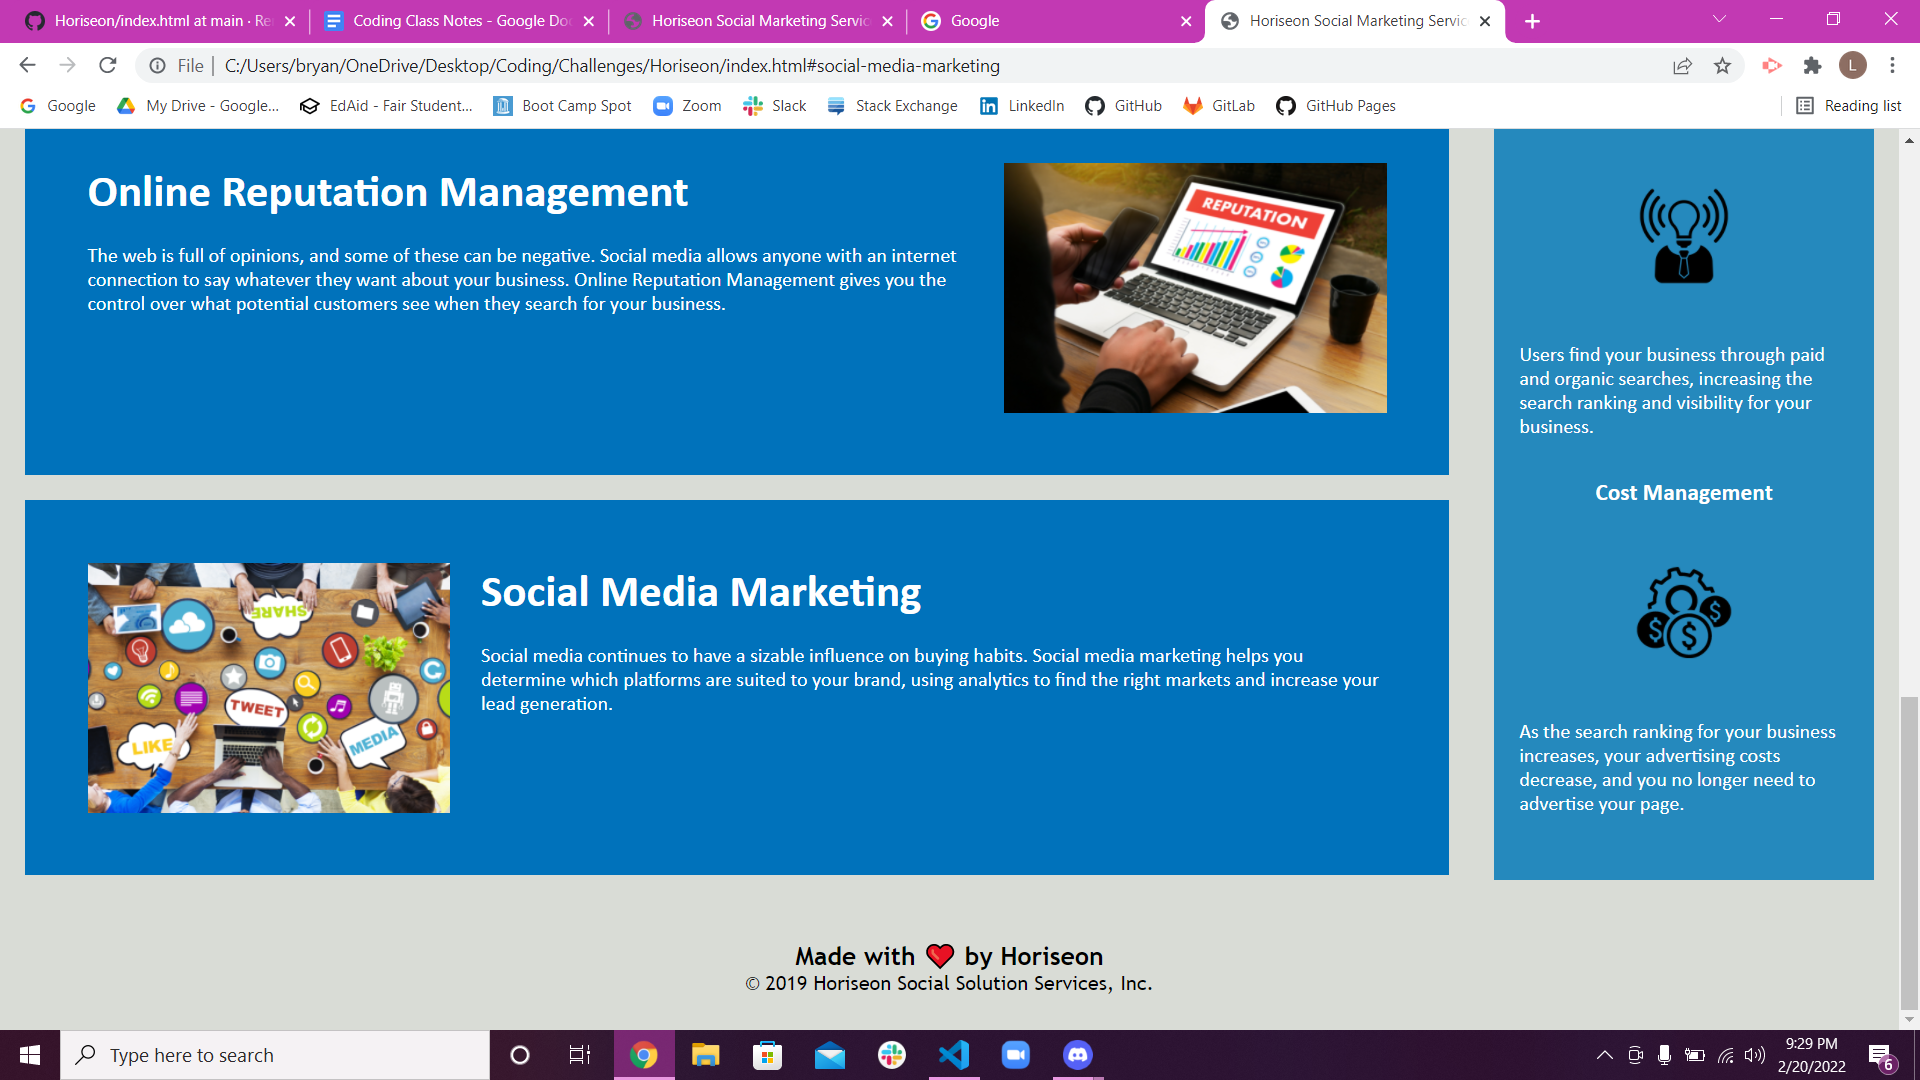 Horiseon/index.html at main · Re
Coding Class Notes - Google Do
Horiseon Social Marketing Servic
Google
Horiseon Social Marketing Servic
File
C:/Users/bryan/OneDrive/Desktop/Coding/Challenges/Horiseon/index.html#social-media-marketing
L
Google
My Drive - Google...
EdAid - Fair Student...
Boot Camp Spot
Zoom
Slack
Stack Exchange
LinkedIn
GitHub
GitLab
GitHub Pages
Reading list
Online Reputation Management
The web is full of opinions, and some of these can be negative. Social media allows anyone with an internet
connection to say whatever they want about your business. Online Reputation Management gives you the
control over what potential customers see when they search for your business.
REPUTATION
Social Media Marketing
Social media continues to have a sizable influence on buying habits. Social media marketing helps you
determine which platforms are suited to your brand, using analytics to find the right markets and increase your
lead generation.
SHARE
TWEET
LIKE
MEDIA
Users find your business through paid
and organic searches, increasing the
search ranking and visibility for your
business.
Cost Management
As the search ranking for your business
increases, your advertising costs
decrease, and you no longer need to
advertise your page.
Made with ❤️ by Horiseon
© 2019 Horiseon Social Solution Services, Inc.
Type here to search
9:29 PM
2/20/2022
6